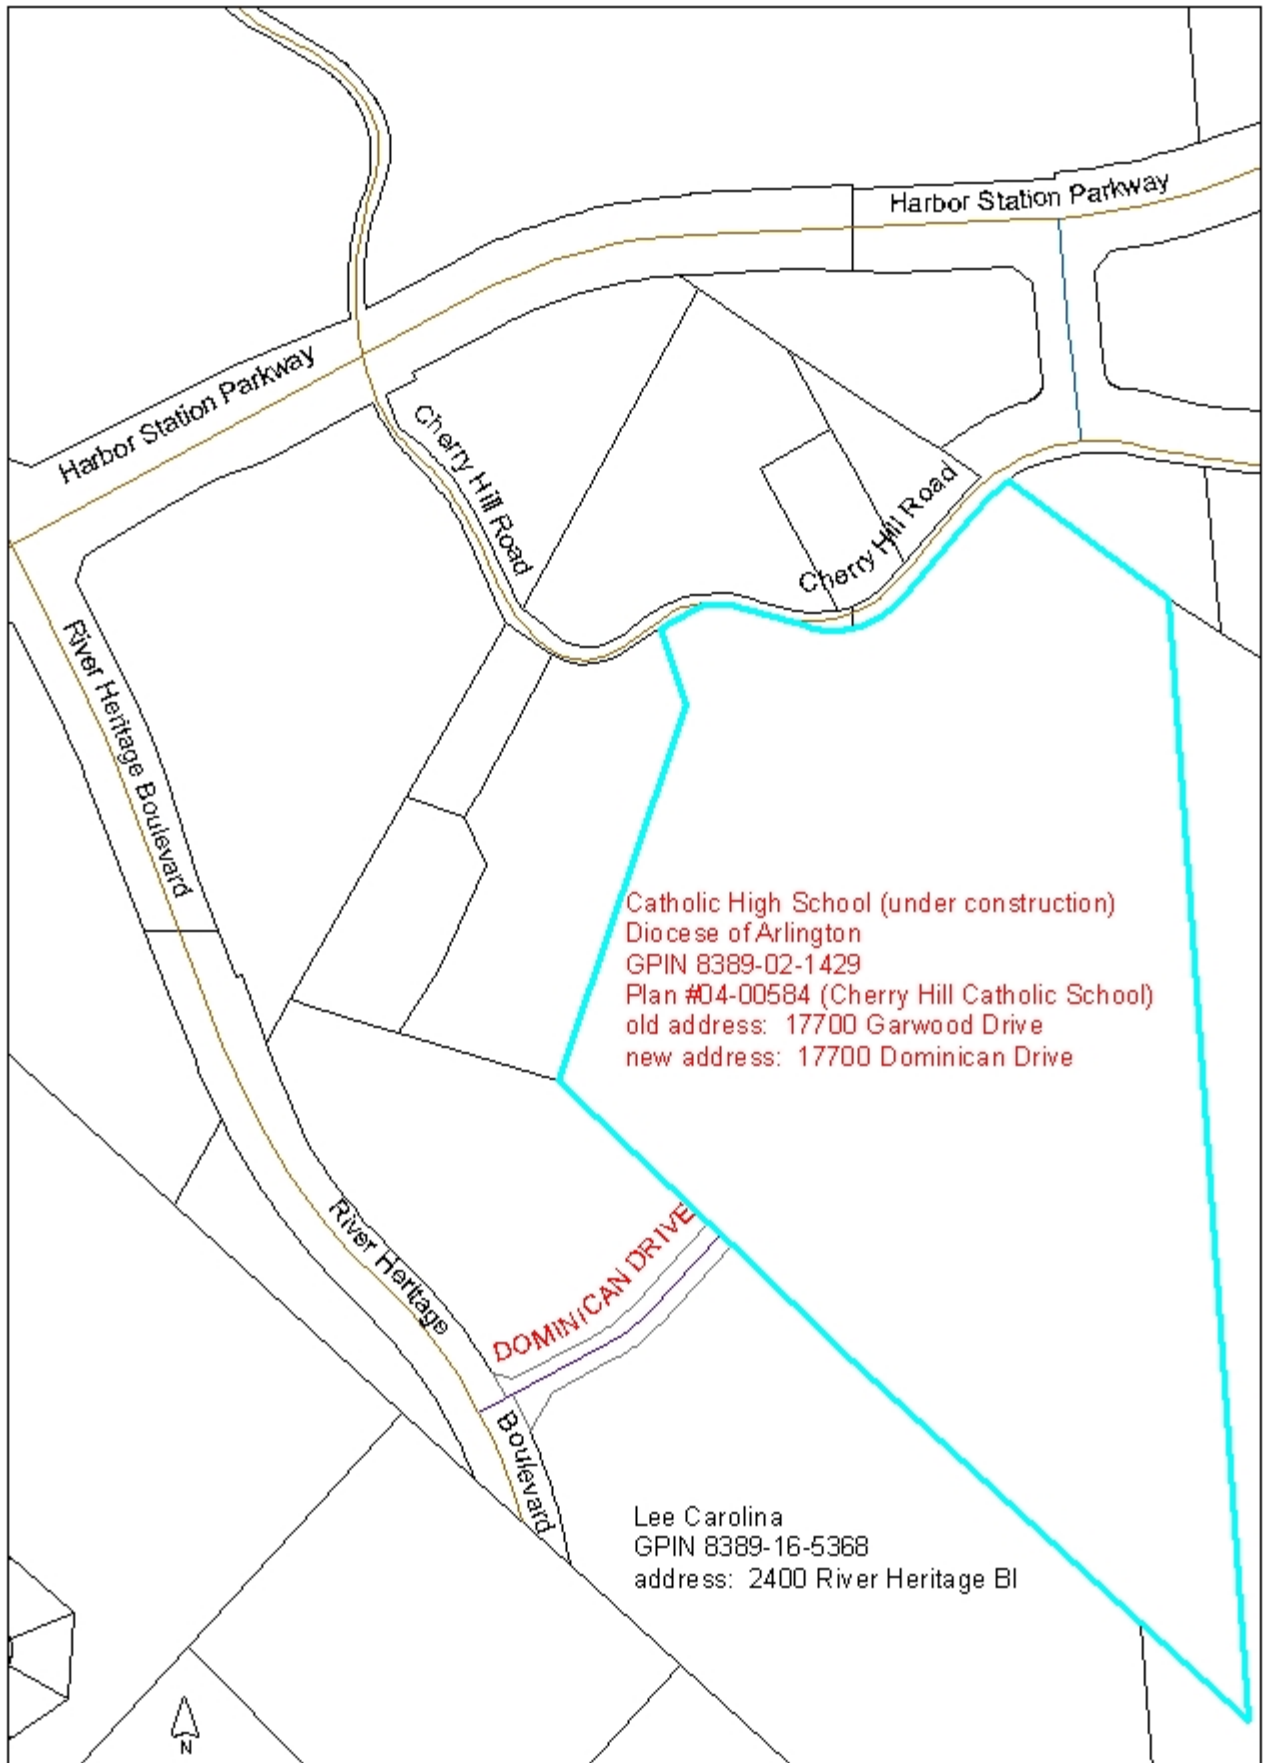 Harbor Station Parkway
Harbor Station Parkway
Cherry Hill Road
Cherry Hill Road
River Heritage Boulevard
Catholic High School (under construction)
Diocese of Arlington
GPIN 8389-02-1429
Plan #04-00584 (Cherry Hill Catholic School)
old address: 17700 Garwood Drive
new address: 17700 Dominican Drive
River Heritage
Boulevard
DOMINICAN DRIVE
Lee Carolina
GPIN 8389-16-5368
address: 2400 River Heritage Bl
N